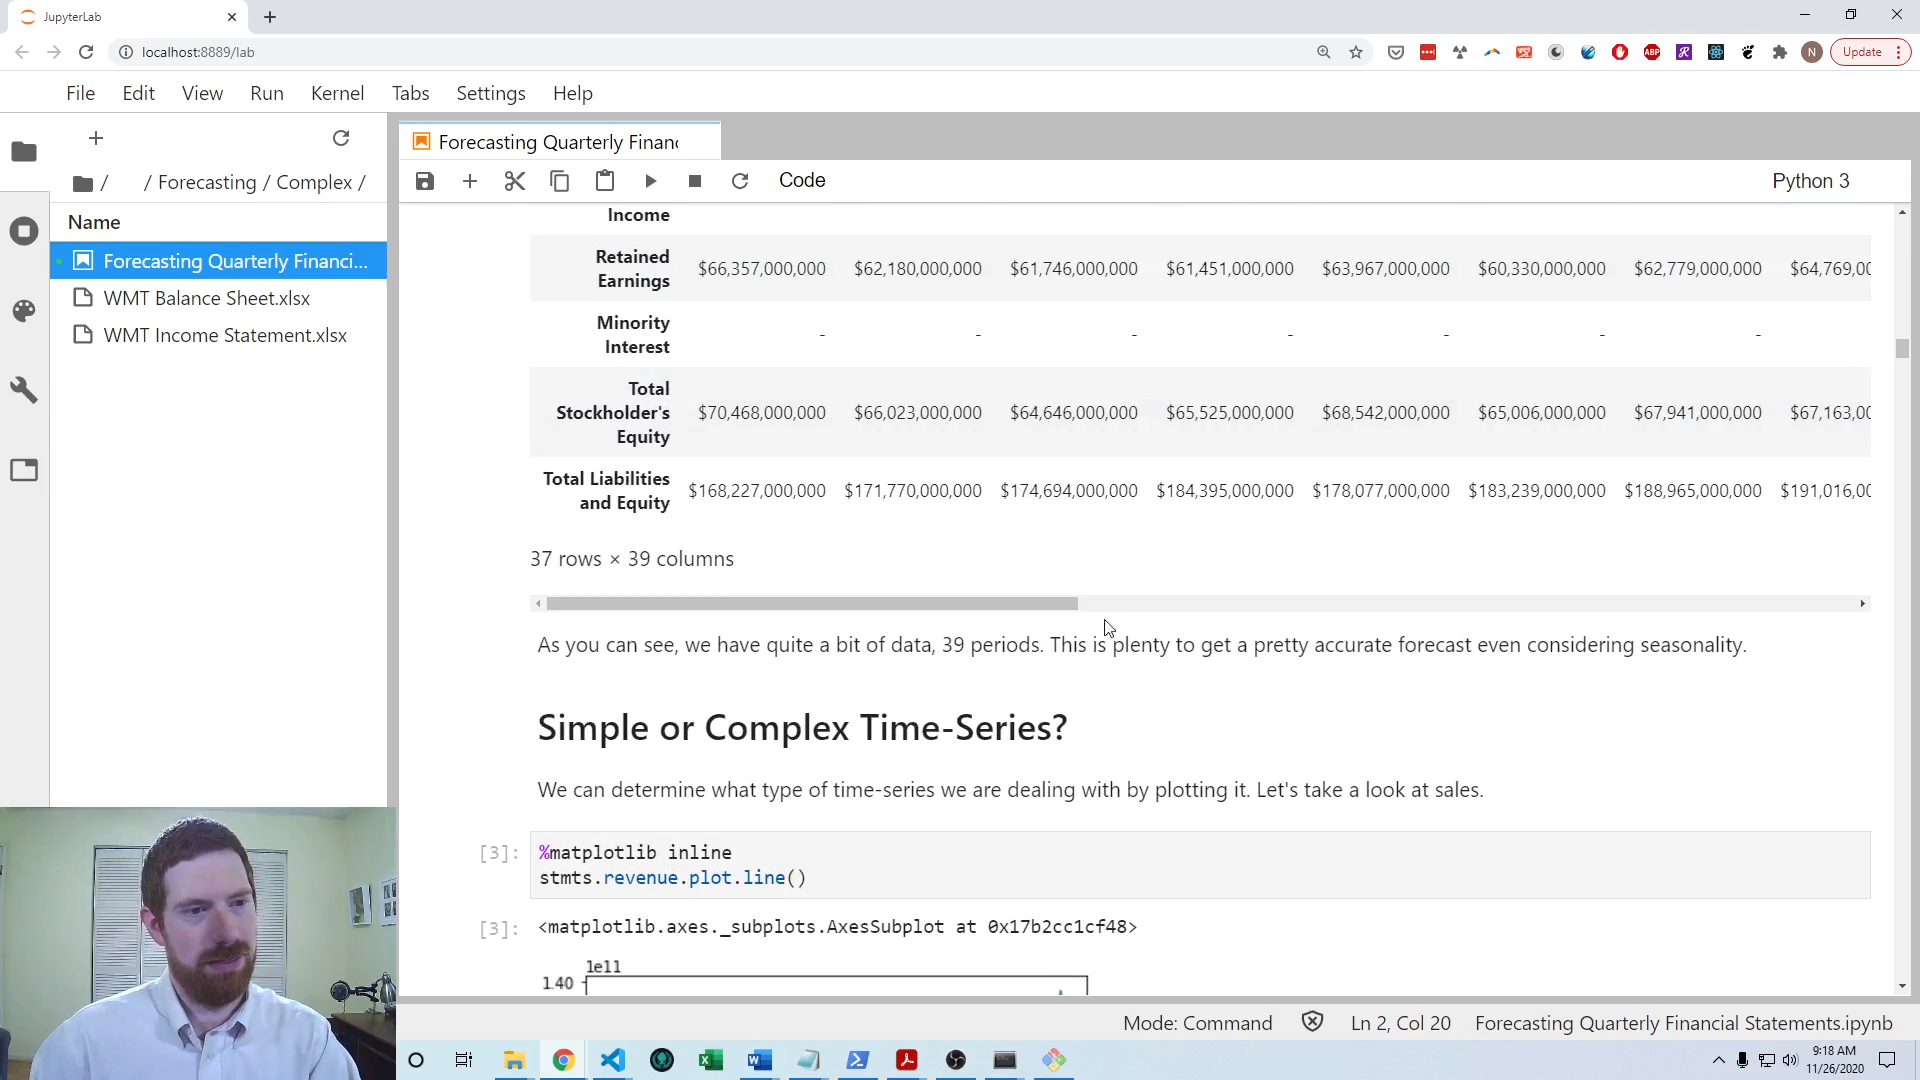 JupyterLab
localhost:8889/lab
ABP
N
Update
File Edit View Run Kernel Tabs Settings Help
/ / Forecasting / Complex /
Name
Forecasting Quarterly Financi...
WMT Balance Sheet.xlsx
WMT Income Statement.xlsx
Forecasting Quarterly Finan
Code
Python 3
Income
Retained Earnings $66,357,000,000 $62,180,000,000 $61,746,000,000 $61,451,000,000 $63,967,000,000 $60,330,000,000 $62,779,000,000 $64,769,00
Minority Interest - - - - - - -
Total Stockholder's Equity $70,468,000,000 $66,023,000,000 $64,646,000,000 $65,525,000,000 $68,542,000,000 $65,006,000,000 $67,941,000,000 $67,163,00
Total Liabilities and Equity $168,227,000,000 $171,770,000,000 $174,694,000,000 $184,395,000,000 $178,077,000,000 $183,239,000,000 $188,965,000,000 $191,016,00
37 rows × 39 columns
As you can see, we have quite a bit of data, 39 periods. This is plenty to get a pretty accurate forecast even considering seasonality.
Simple or Complex Time-Series?
We can determine what type of time-series we are dealing with by plotting it. Let's take a look at sales.
[3]: %matplotlib inline
stmts.revenue.plot.line()
[3]: <matplotlib.axes._subplots.AxesSubplot at 0x17b2cc1cf48>
1e11
1.40
Mode: Command Ln 2, Col 20 Forecasting Quarterly Financial Statements.ipynb
9:18 AM
11/26/2020